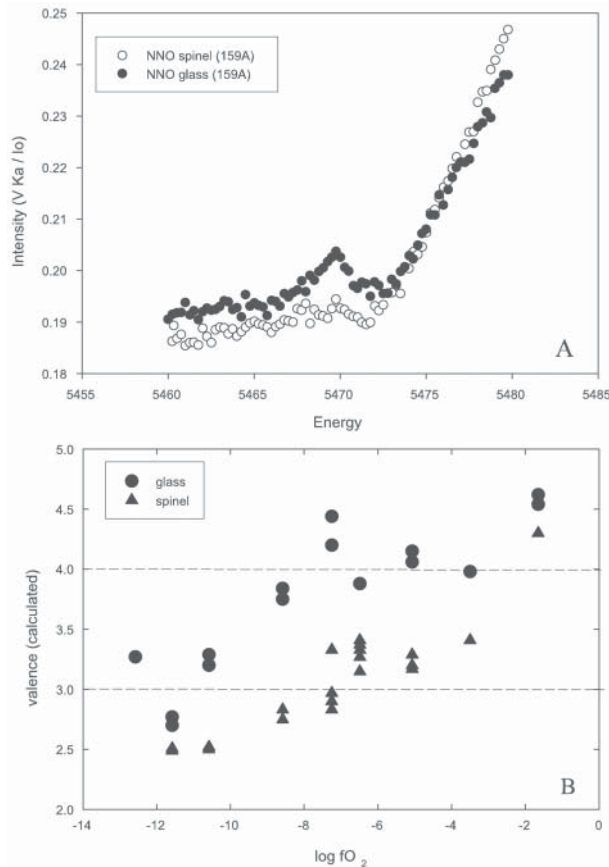 0.25
0.24
0.23
0.22
0.21
0.20
0.19
0.18
Intensity (V Ka / Io)
NNO spinel (159A)
NNO glass (159A)
A
5455 5460 5465 5470 5475 5480 5485
Energy
5.0
4.5
4.0
3.5
3.0
2.5
2.0
valence (calculated)
glass
spinel
B
-14 -12 -10 -8 -6 -4 -2 0
log fO 2